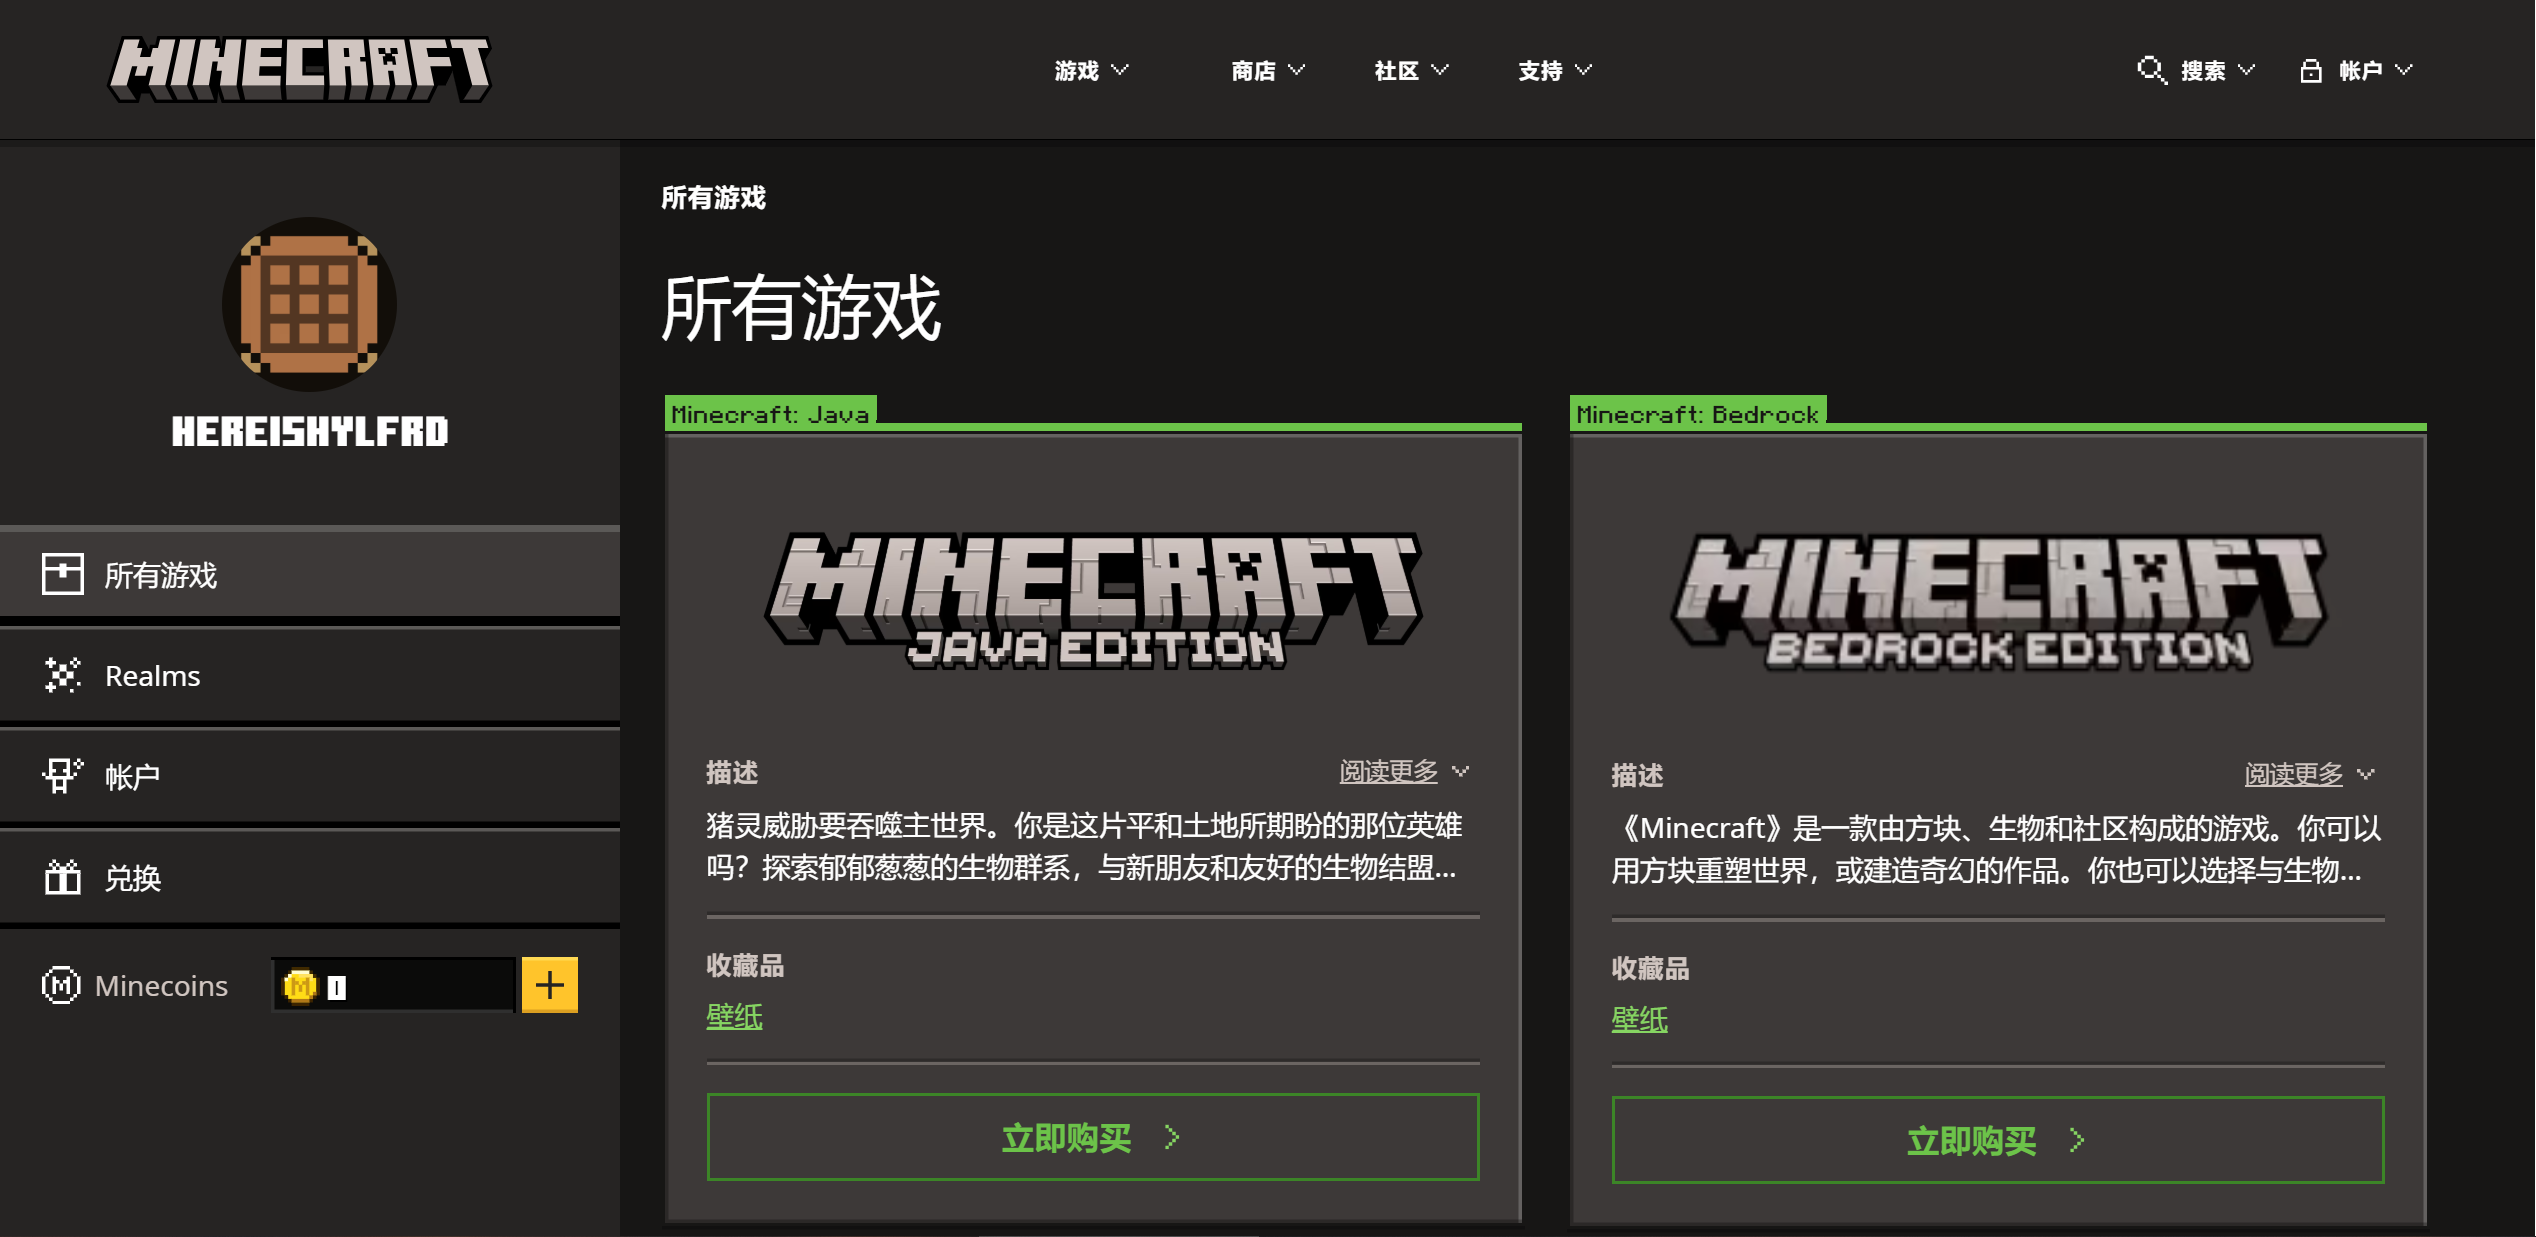 MINECRAFT
游戏
商店
社区
支持
搜索
帐户
HEREISHYLFRD
所有游戏
Realms
帐户
兑换
Minecoins
所有游戏
所有游戏
Minecraft: Java
MINECRAFT
JAVA EDITION
描述
阅读更多
猪灵威胁要吞噬主世界。你是这片平和土地所期盼的那位英雄
吗？探索郁郁葱葱的生物群系，与新朋友和友好的生物结盟...
收藏品
壁纸
立即购买
Minecraft: Bedrock
MINECRAFT
BEDROCK EDITION
描述
阅读更多
《Minecraft》是一款由方块、生物和社区构成的游戏。你可以
用方块重塑世界，或建造奇幻的作品。你也可以选择与生物...
收藏品
壁纸
立即购买